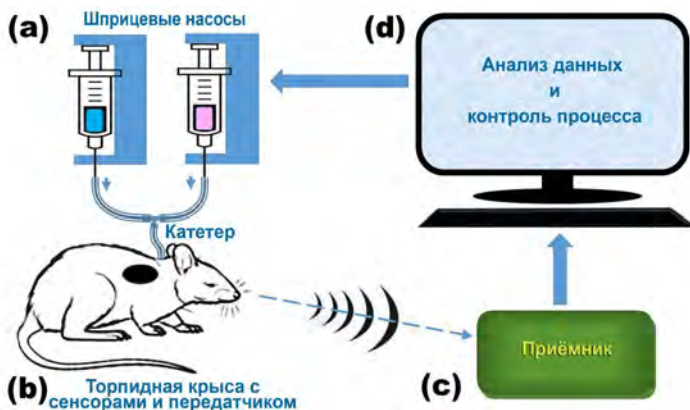 (a)
Шприцевые насосы
(d)
Анализ данных
и
контроль процесса
Катетер
Приёмник
(b)
Торпидная крыса с
сенсорами и передатчиком
(c)